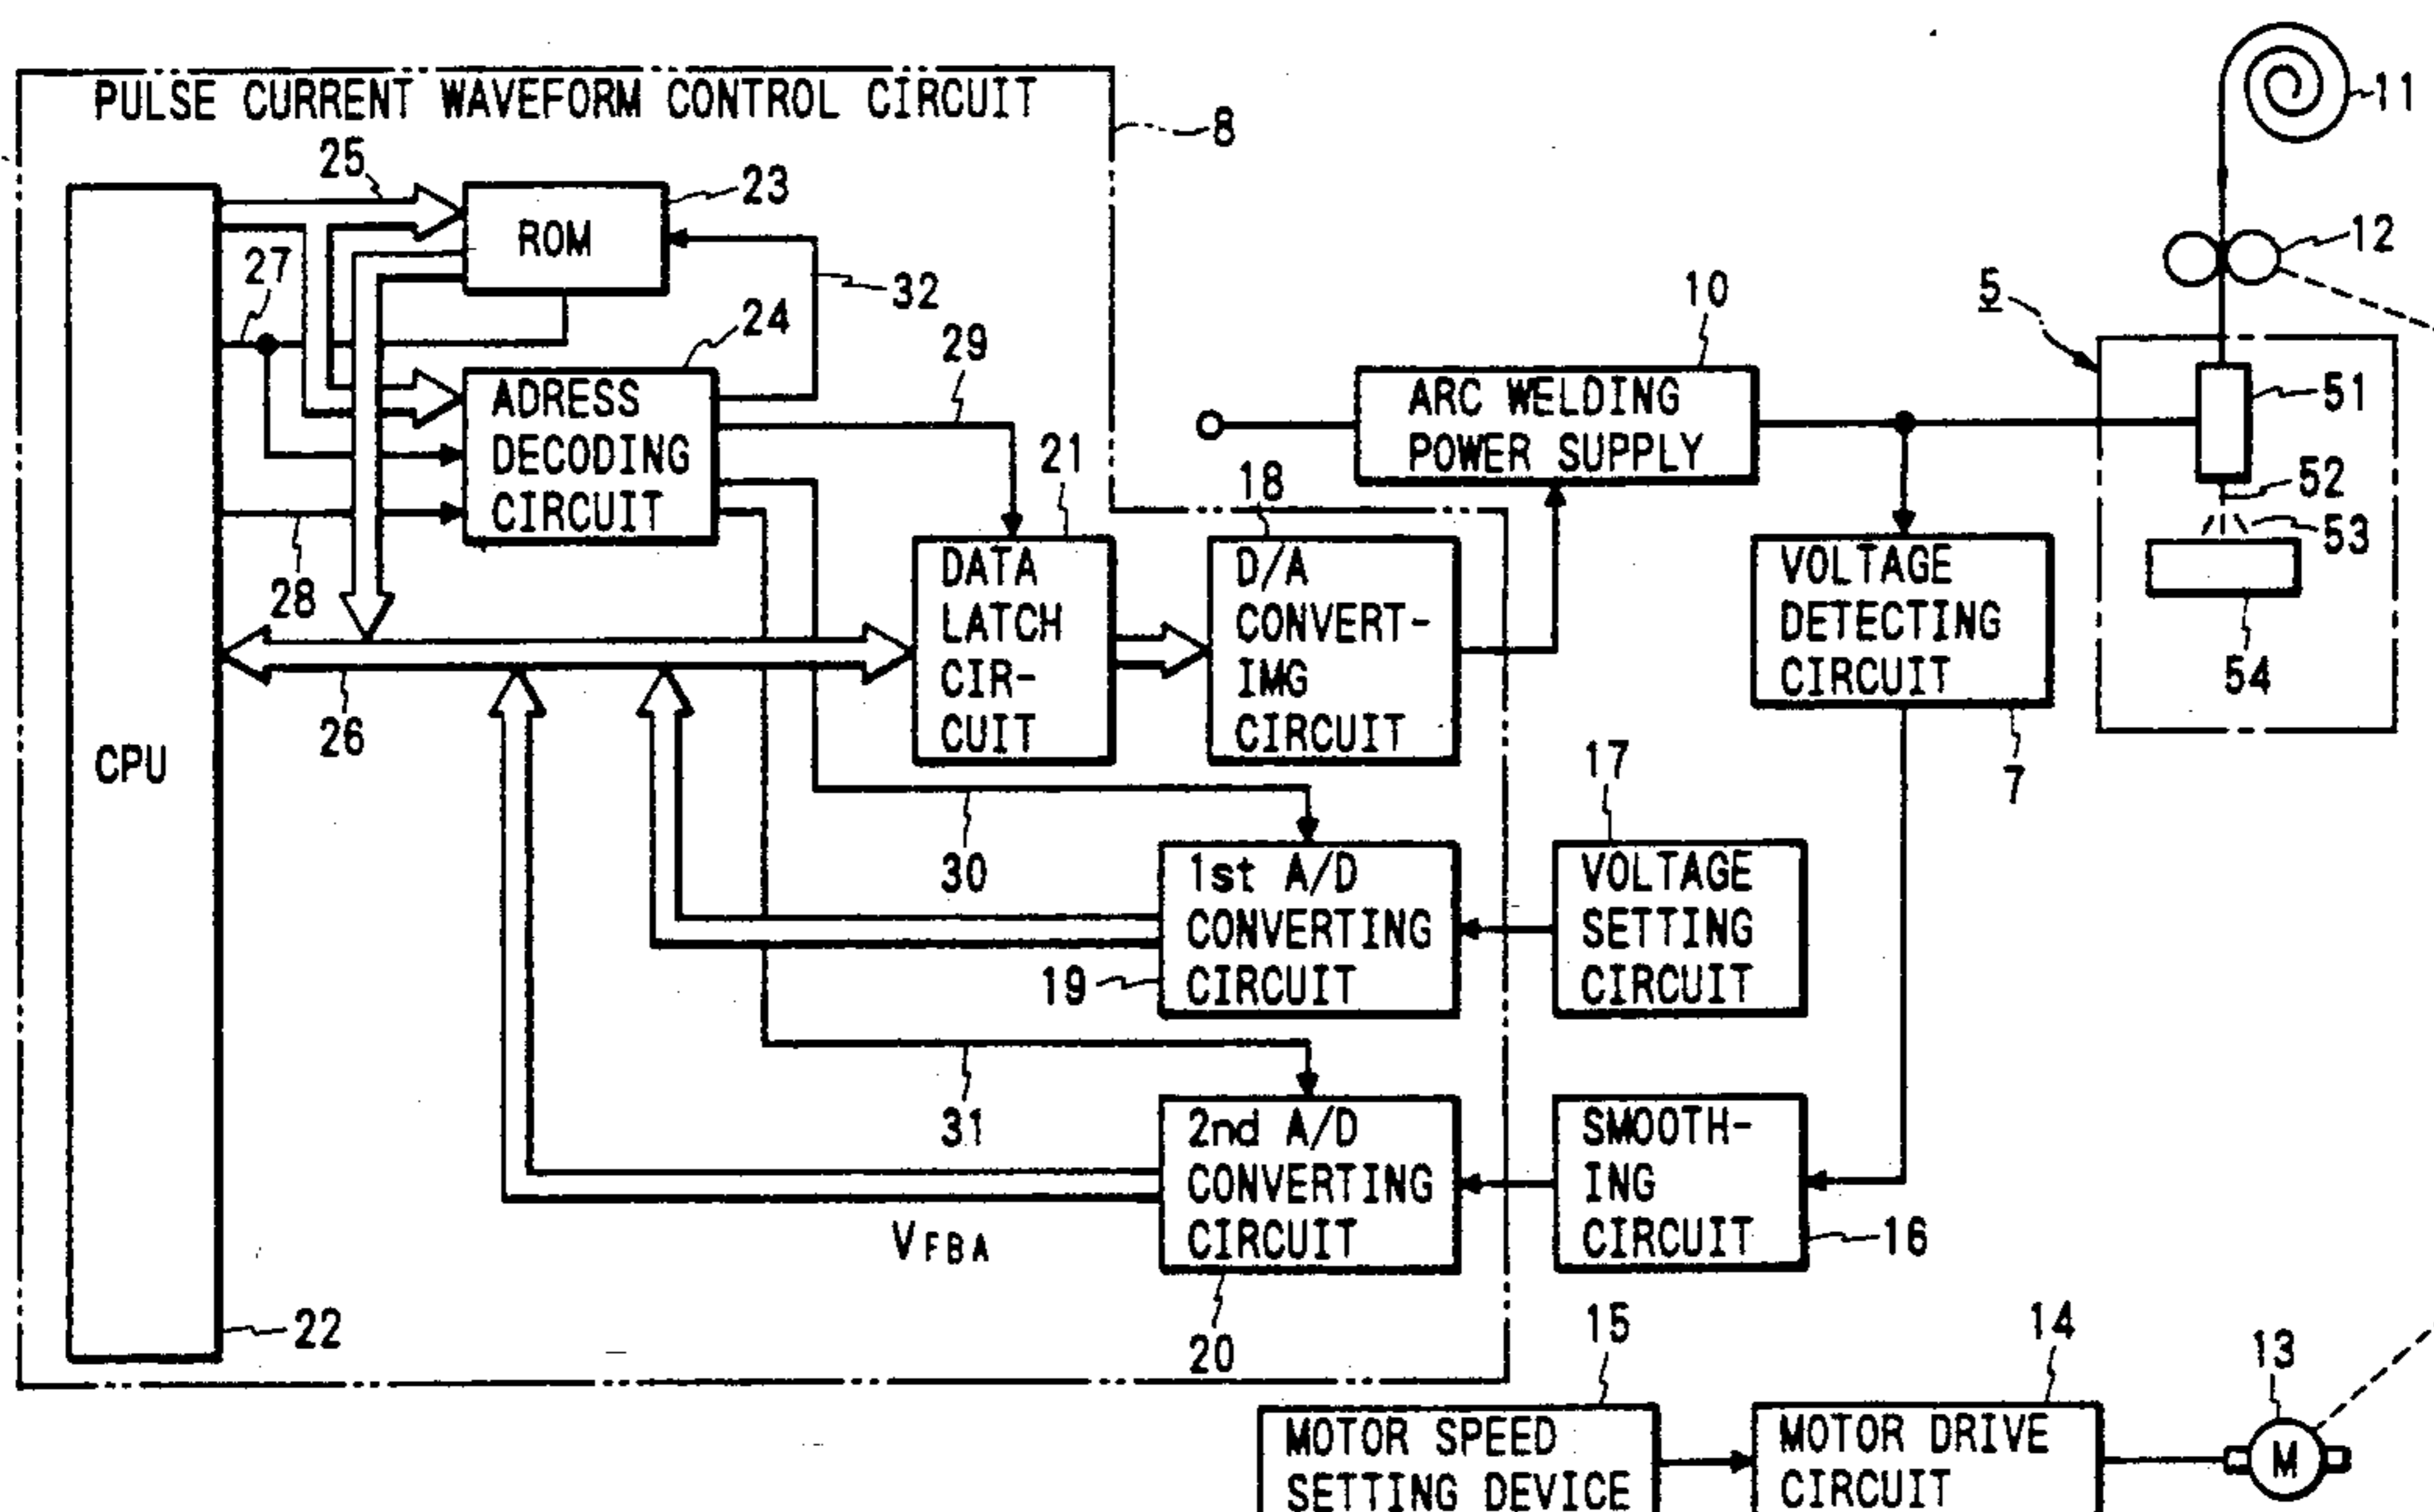 PULSE CURRENT WAVEFORM CONTROL CIRCUIT
8
11
25
23
ROM
12
27
32
5
10
24
29
ADRESS
DECODING
CIRCUIT
ARC WELDING
POWER SUPPLY
51
21
18
52
53
28
DATA
LATCH
CIR-
CUIT
D/A
CONVERT-
IMG
CIRCUIT
VOLTAGE
DETECTING
CIRCUIT
54
26
CPU
17
7
30
1st A/D
CONVERTING
CIRCUIT
VOLTAGE
SETTING
CIRCUIT
19
31
2nd A/D
CONVERTING
CIRCUIT
SMOOTH-
ING
CIRCUIT
VFBA
16
22
20
15
14
13
MOTOR SPEED
SETTING DEVICE
MOTOR DRIVE
CIRCUIT
M